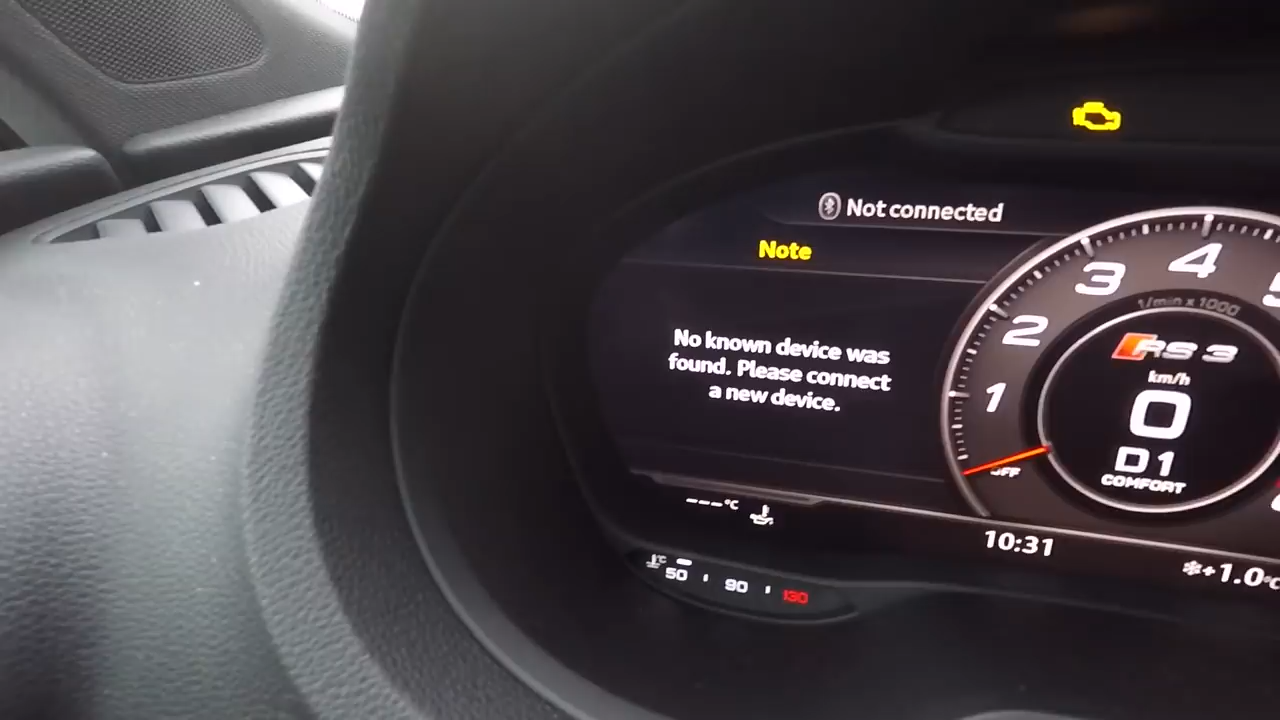 Not connected
Note
No known device was
found. Please connect
a new device.
---°C
°C 50 90 130
1 2 3 4
1/min x 1000
RS 3
km/h
0
D1
COMFORT
OFF
10:31
+1.0°C